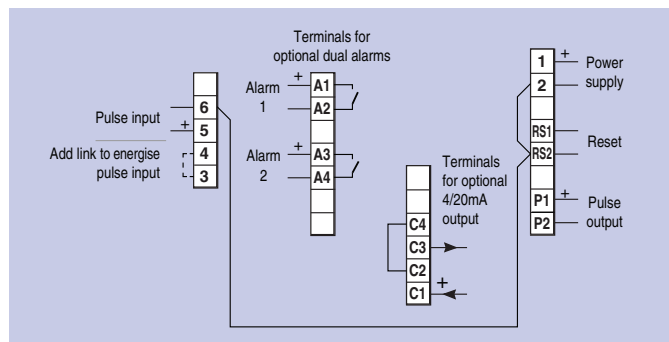 Terminals for
optional dual alarms
6
5
4
3
Pulse input
+
Add link to energise
pulse input
Alarm
1
+
A1
A2
Alarm
2
+
A3
A4
Terminals
for optional
4/20mA
output
C4
C3
C2
C1
+
1
2
RS1
RS2
P1
P2
+
Power
supply
Reset
+
Pulse
output